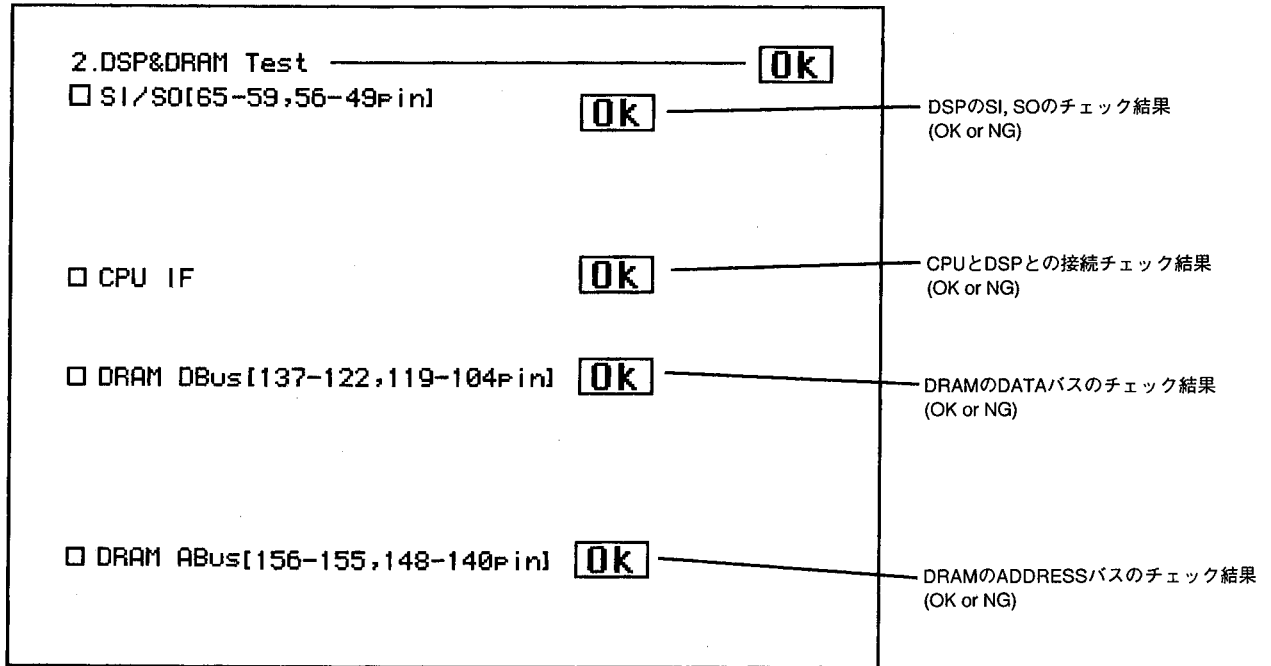 2.DSP&DRAM Test Ok
□ SI/SO[65-59,56-49pin] Ok
DSPのSI, SOのチェック結果
(OK or NG)
□ CPU IF Ok
CPUとDSPとの接続チェック結果
(OK or NG)
□ DRAM DBus[137-122,119-104pin] Ok
DRAMのDATAバスのチェック結果
(OK or NG)
□ DRAM ABus[156-155,148-140pin] Ok
DRAMのADDRESSバスのチェック結果
(OK or NG)